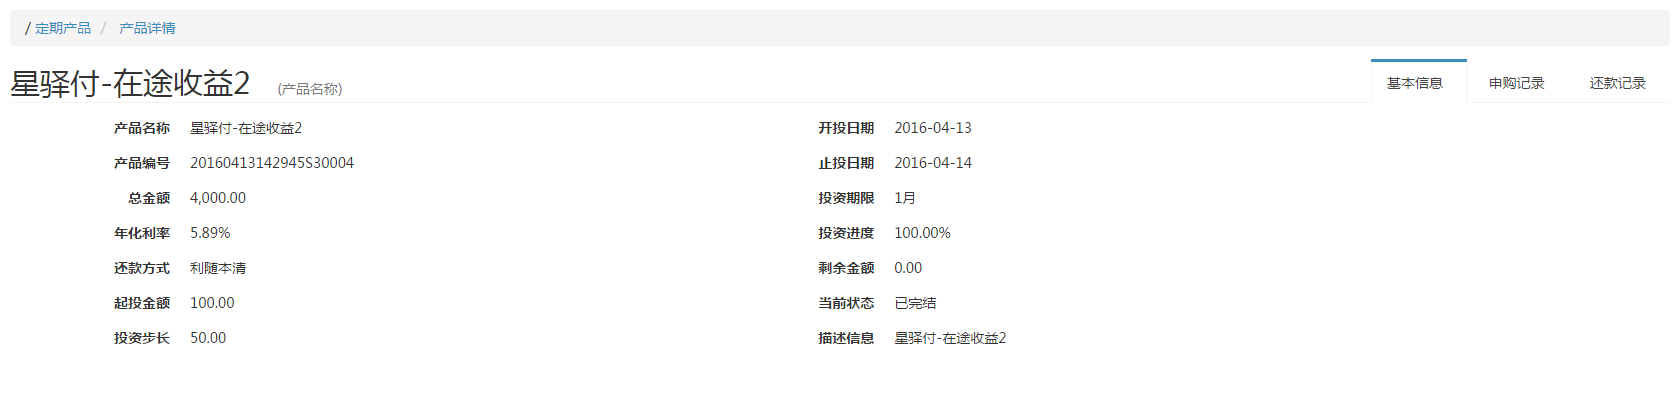 / 定期产品 / 产品详情
星驿付-在途收益2 (产品名称)
基本信息 申购记录 还款记录
产品名称 星驿付-在途收益2 开投日期 2016-04-13
产品编号 20160413142945S30004 止投日期 2016-04-14
总金额 4,000.00 投资期限 1月
年化利率 5.89% 投资进度 100.00%
还款方式 利随本清 剩余金额 0.00
起投金额 100.00 当前状态 已完结
投资步长 50.00 描述信息 星驿付-在途收益2